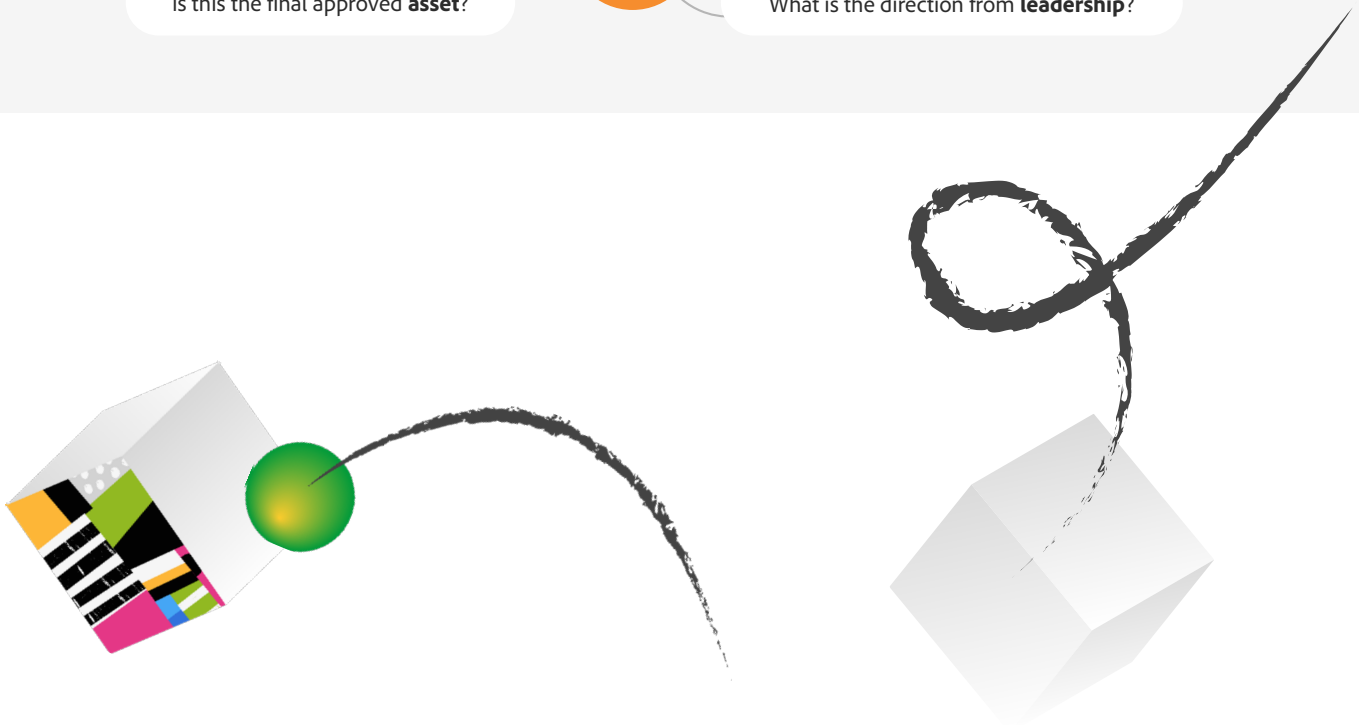 Is this the final approved asset?
What is the direction from leadership?